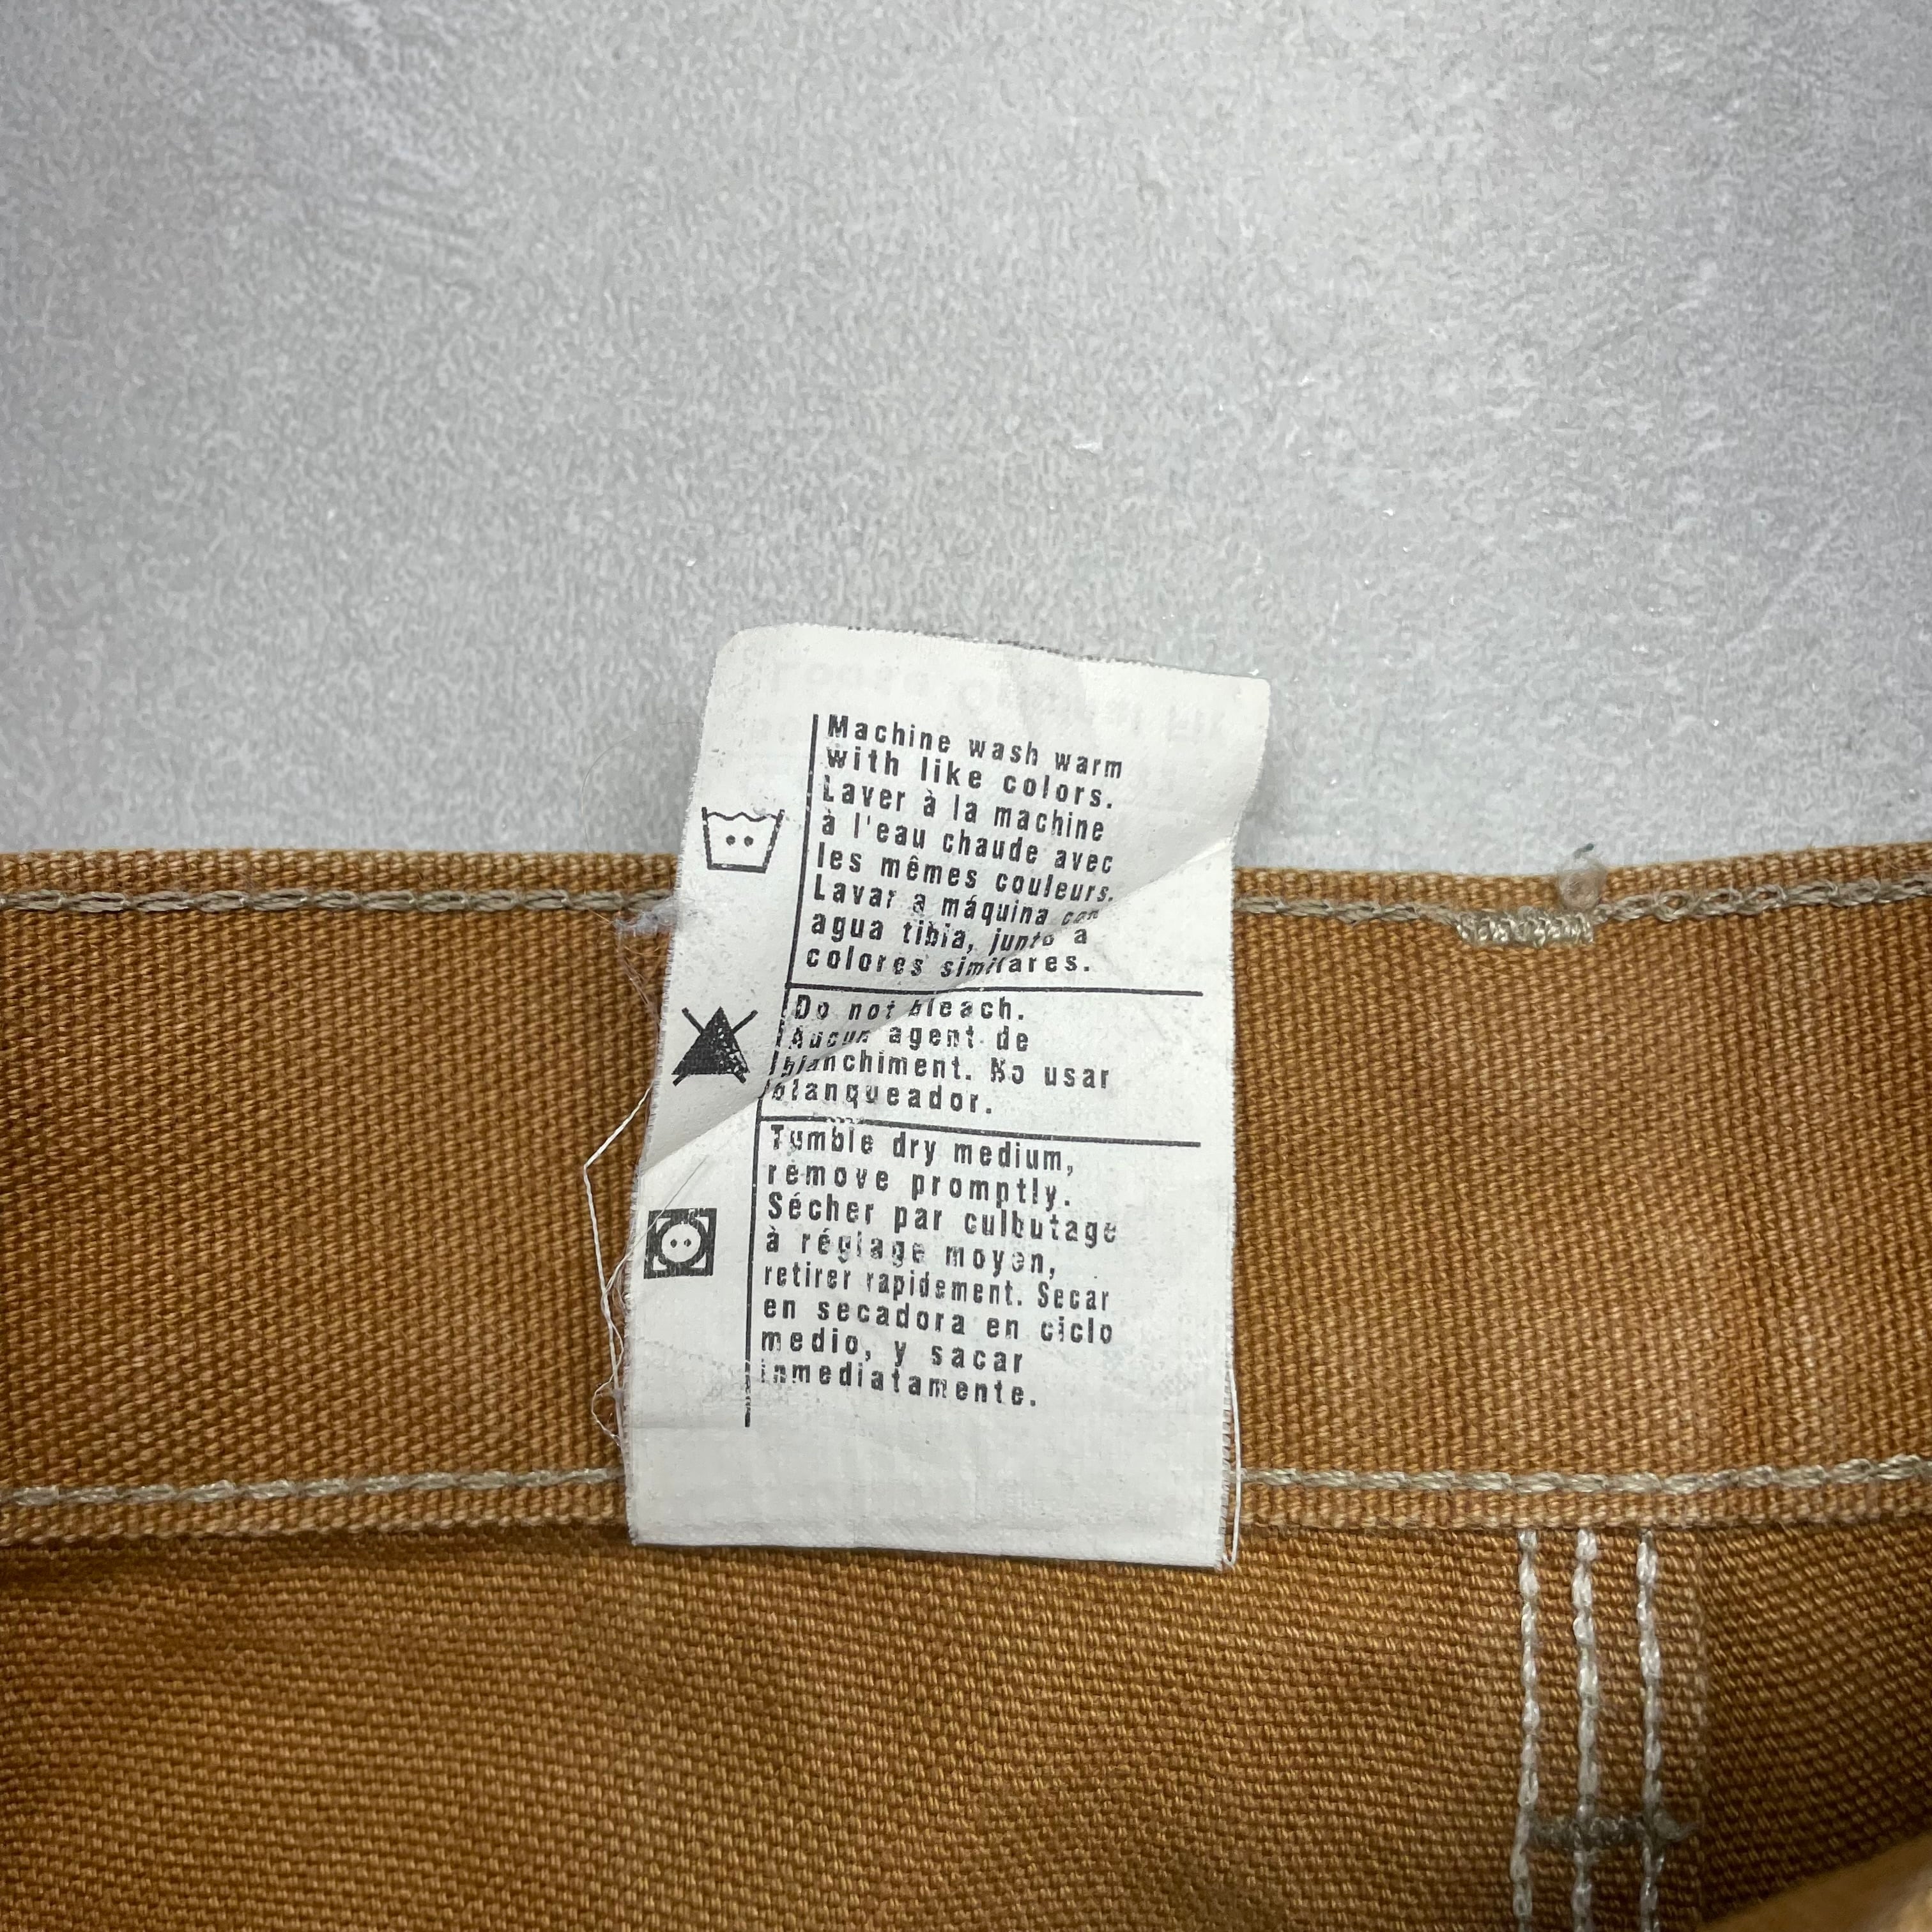 Machine wash warm
with like colors.
Laver à la machine
à l'eau chaude avec
les mêmes couleurs.
Lavar a máquina con
agua tibia, junto a
colores similares.
Do not bleach.
Aucun agent de
blanchiment. No usar
blanqueador.
Tumble dry medium,
remove promptly.
Sécher par culbutage
à réglage moyen,
retirer rapidement. Secar
en secadora en ciclo
medio, y sacar
inmediatamente.